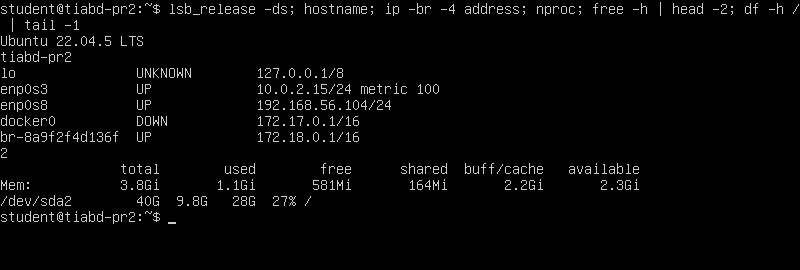 student@tiabd-pr2:~$ lsb_release -ds; hostname; ip -br -4 address; nproc; free -h | head -2; df -h /
 | tail -1
Ubuntu 22.04.5 LTS
tiabd-pr2
lo               UNKNOWN        127.0.0.1/8
enp0s3           UP             10.0.2.15/24 metric 100
enp0s8           UP             192.168.56.104/24
docker0          DOWN           172.17.0.1/16
br-8a9f2f4d136f  UP             172.18.0.1/16
2
               total        used        free      shared  buff/cache   available
Mem:           3.8Gi       1.1Gi       581Mi       164Mi       2.2Gi       2.3Gi
/dev/sda2        40G  9.8G   28G  27% /
student@tiabd-pr2:~$ _